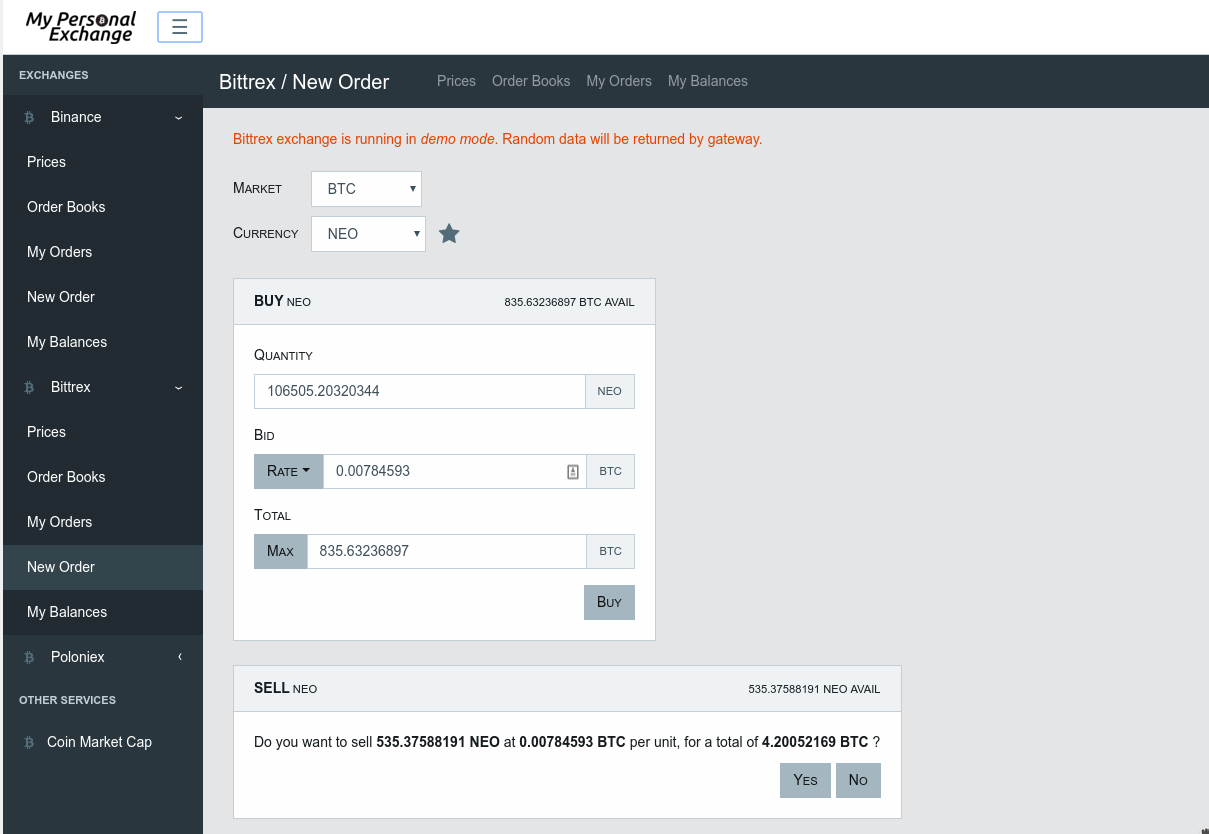 My Personal
Exchange
☰
EXCHANGES
Bittrex / New Order Prices Order Books My Orders My Balances
Binance
Prices
Order Books
My Orders
New Order
My Balances
Bittrex
Prices
Order Books
My Orders
New Order
My Balances
Poloniex
OTHER SERVICES
Coin Market Cap
Bittrex exchange is running in demo mode. Random data will be returned by gateway.
Market BTC
Currency NEO
BUY NEO 835.63236897 BTC AVAIL
Quantity
106505.20320344 NEO
Bid
Rate 0.00784593 BTC
Total
Max 835.63236897 BTC
Buy
SELL NEO 535.37588191 NEO AVAIL
Do you want to sell 535.37588191 NEO at 0.00784593 BTC per unit, for a total of 4.20052169 BTC ?
Yes No